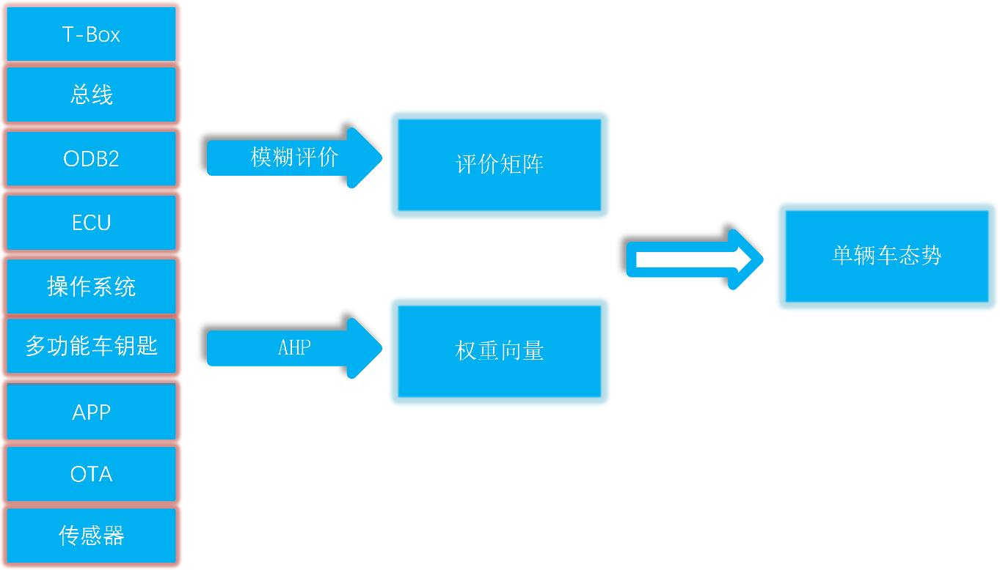 T-Box
总线
ODB2
ECU
操作系统
多功能车钥匙
APP
OTA
传感器
模糊评价
AHP
评价矩阵
权重向量
单辆车态势